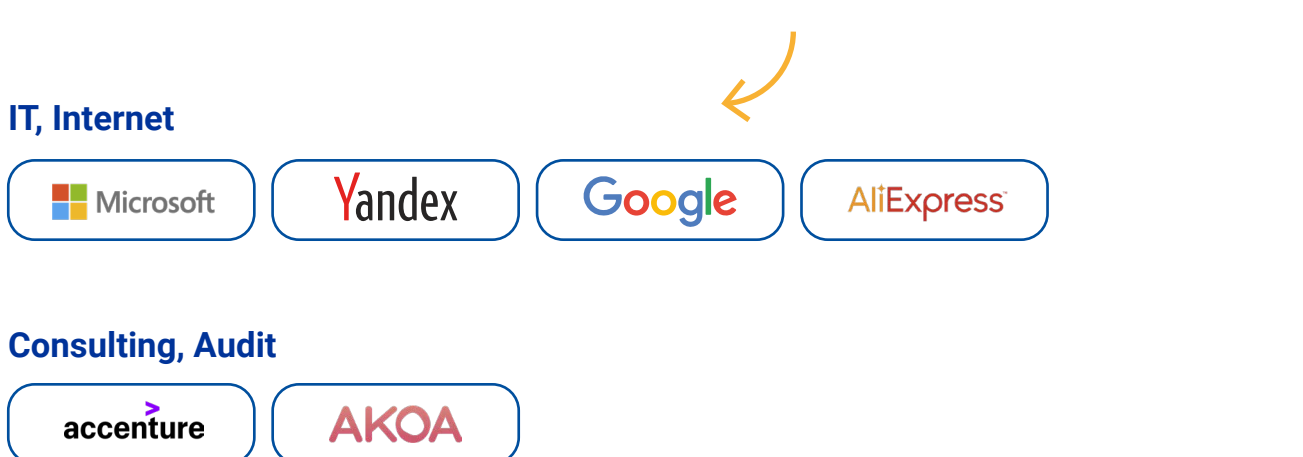 IT, Internet
Microsoft Yandex Google AliExpress
Consulting, Audit
accenture AKOA